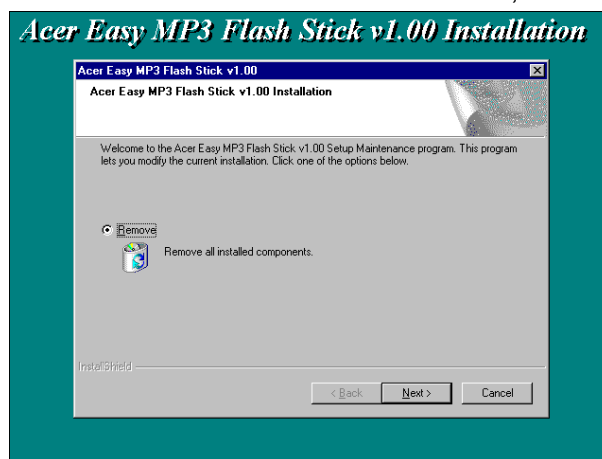 Acer Easy MP3 Flash Stick v1.00 Installation
Acer Easy MP3 Flash Stick v1.00
Acer Easy MP3 Flash Stick v1.00 Installation
Welcome to the Acer Easy MP3 Flash Stick v1.00 Setup Maintenance program. This program
lets you modify the current installation. Click one of the options below.
Remove
Remove all installed components.
InstallShield
< Back
Next >
Cancel